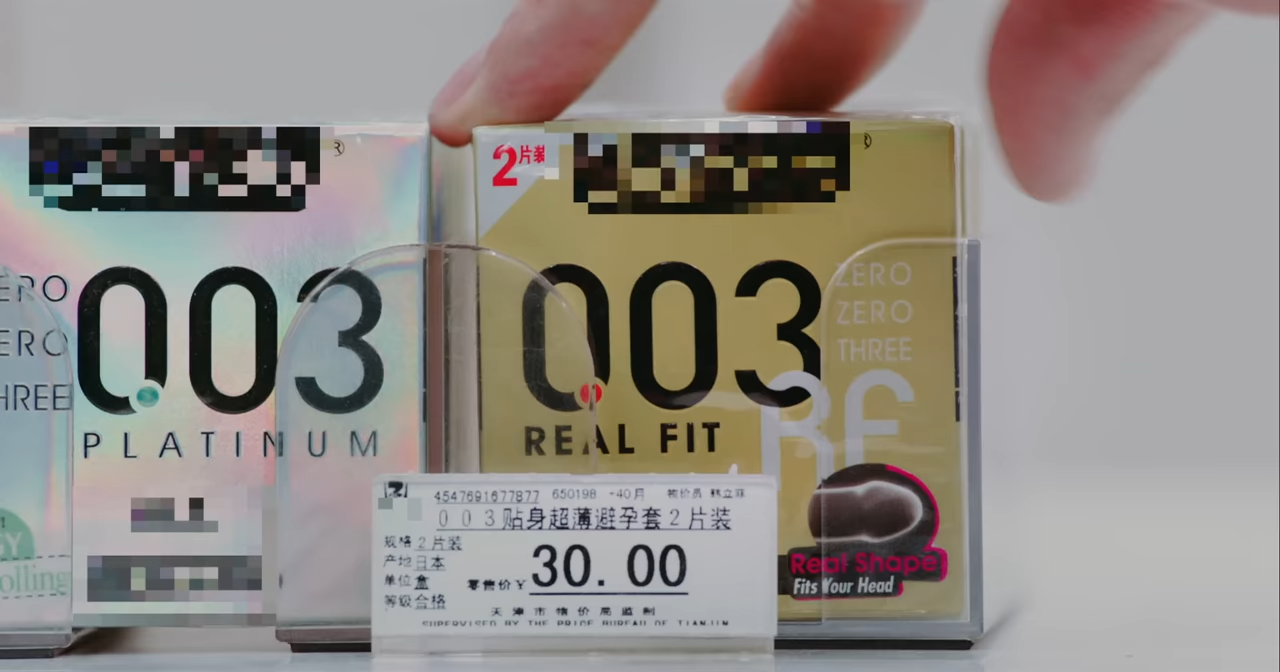 ERO
ERO
HREE
003
PLATINUM
olling
®
2片装
®
003
REAL FIT
ZERO
ZERO
THREE
RF
Real Shape
Fits Your Head
4547691677877 650198 +40月 物价员 韩立菲
003贴身超薄避孕套2片装
规格2片装
产地日本
单位盒
等级合格
零售价¥30.00
天津市物价局监制
SUPERVISED BY THE PRICE BUREAU OF TIANJIN